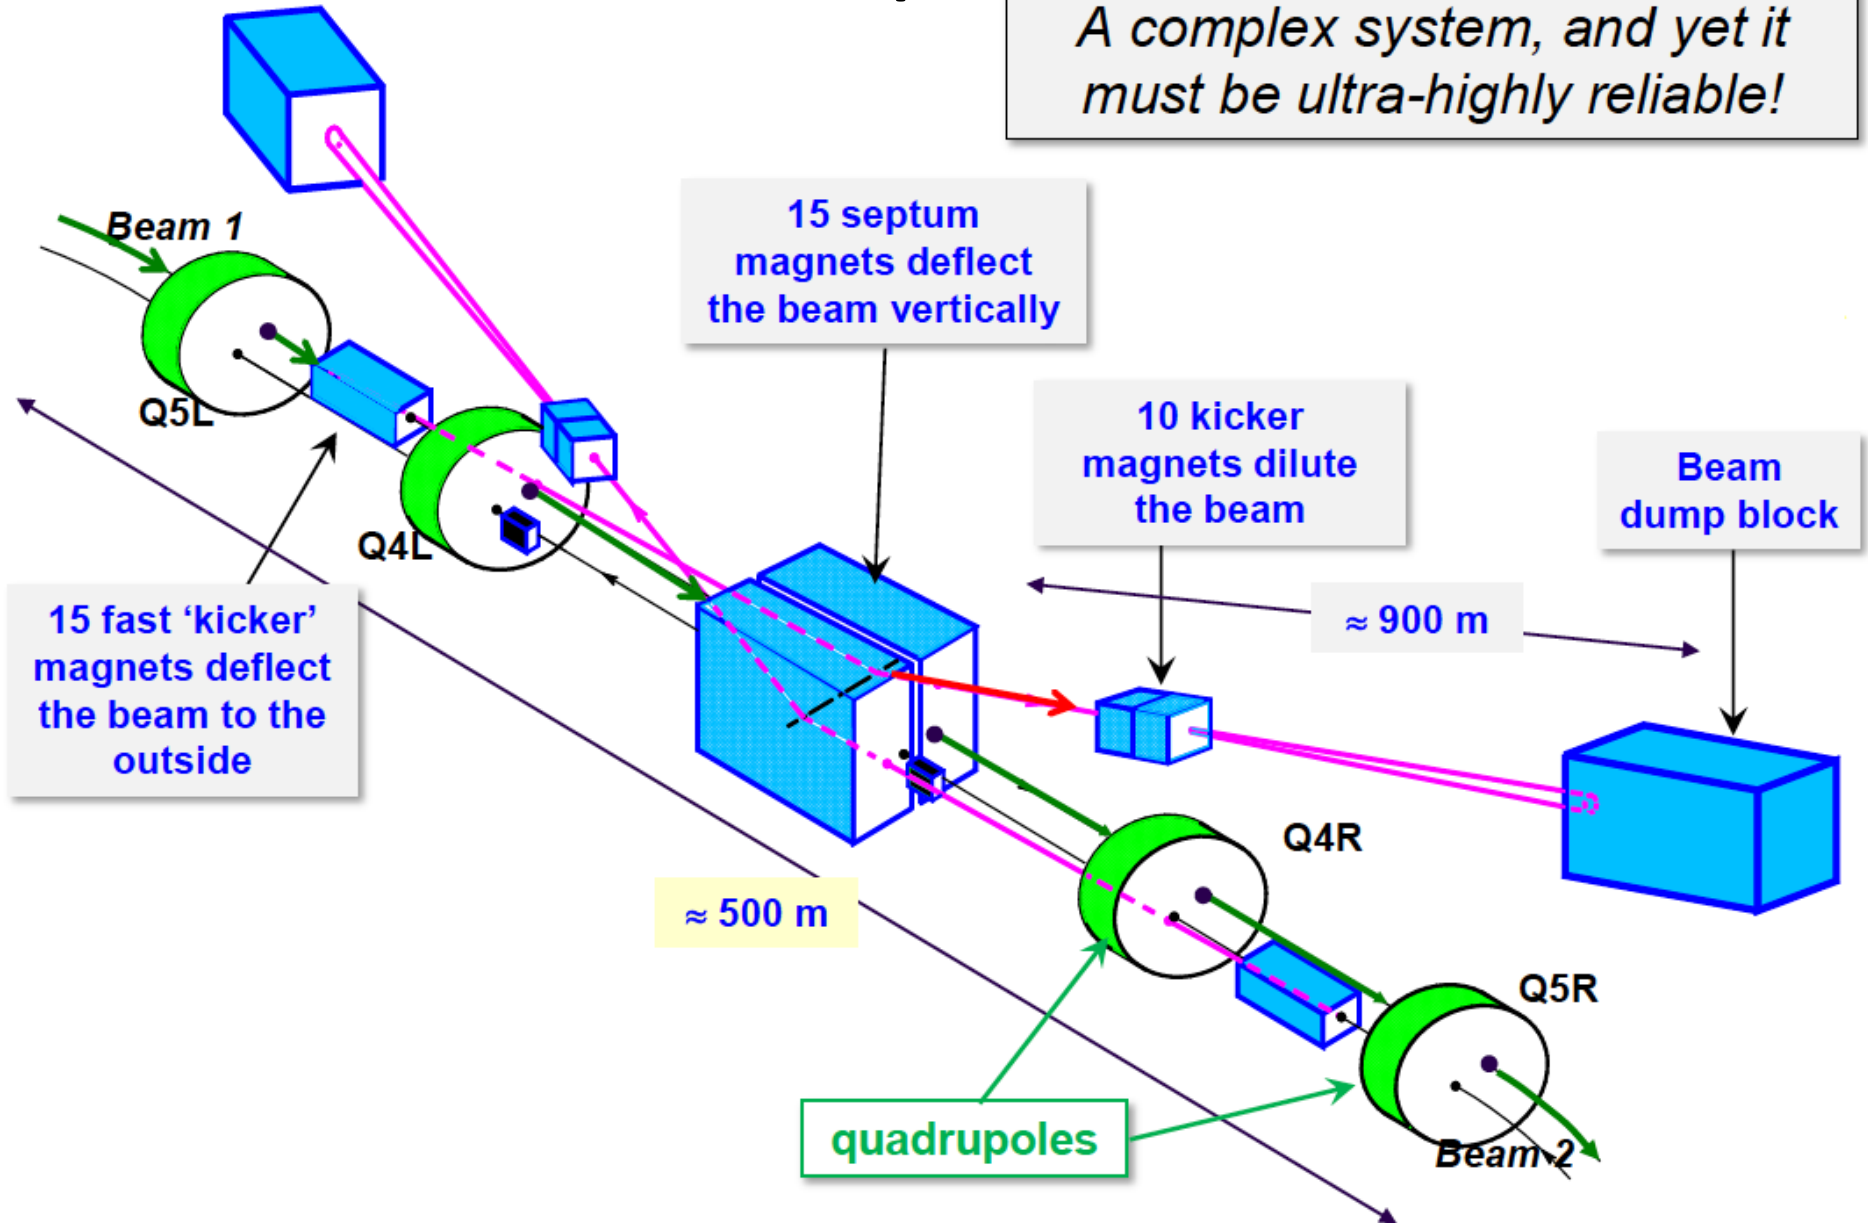 A complex system, and yet it
must be ultra-highly reliable!
Beam 1
15 septum
magnets deflect
the beam vertically
Q5L
10 kicker
magnets dilute
the beam
Beam
dump block
Q4L
15 fast ‘kicker’
magnets deflect
the beam to the
outside
≈ 900 m
Q4R
≈ 500 m
Q5R
quadrupoles
Beam 2